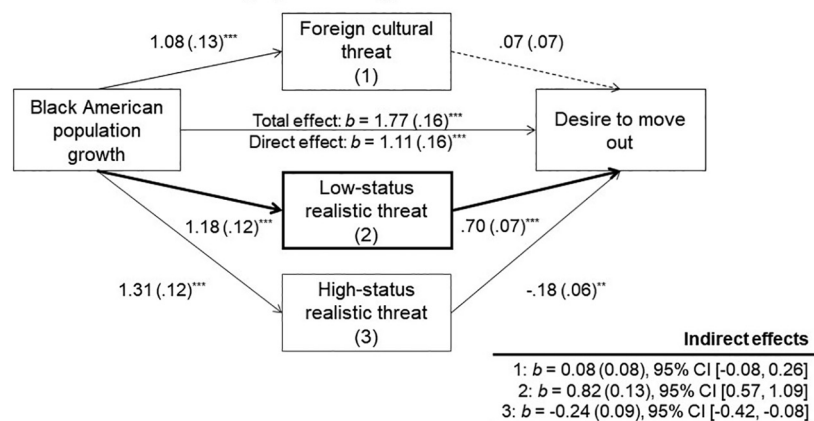 Foreign cultural
threat
(1)
1.08 (.13)***
.07 (.07)
Black American
population
growth
Total effect: b = 1.77 (.16)***
Direct effect: b = 1.11 (.16)***
Desire to move
out
Low-status
realistic threat
(2)
1.18 (.12)***
.70 (.07)***
High-status
realistic threat
(3)
1.31 (.12)***
-.18 (.06)**
Indirect effects
1: b = 0.08 (0.08), 95% CI [-0.08, 0.26]
2: b = 0.82 (0.13), 95% CI [0.57, 1.09]
3: b = -0.24 (0.09), 95% CI [-0.42, -0.08]